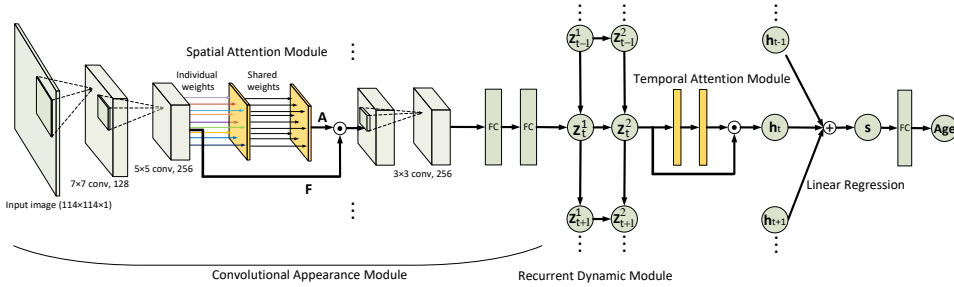 Spatial Attention Module
Individual weights
Shared weights
A
F
Input image (114×114×1)
7×7 conv, 128
5×5 conv, 256
3×3 conv, 256
FC
FC
Convolutional Appearance Module
Z¹t-1
Z²t-1
Z¹t
Z²t
Z¹t+1
Z²t+1
Recurrent Dynamic Module
Temporal Attention Module
ht-1
ht
ht+1
+
s
FC
Age
Linear Regression